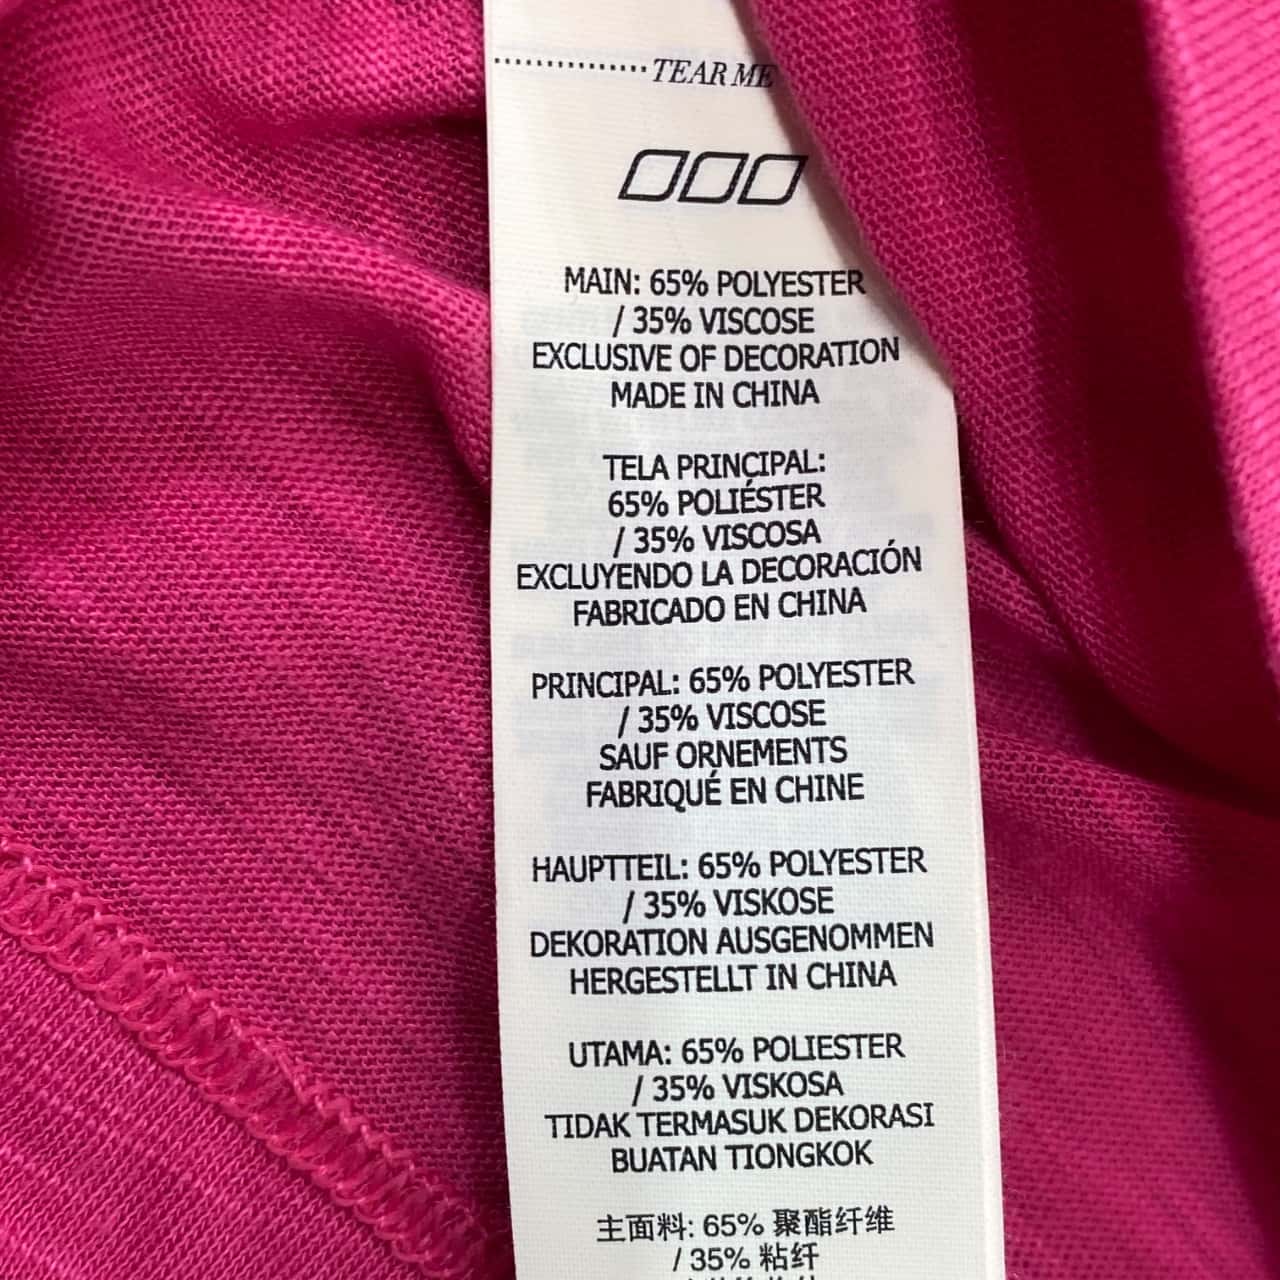 TEAR ME
MAIN: 65% POLYESTER
/ 35% VISCOSE
EXCLUSIVE OF DECORATION
MADE IN CHINA
TELA PRINCIPAL:
65% POLIÉSTER
/ 35% VISCOSA
EXCLUYENDO LA DECORACIÓN
FABRICADO EN CHINA
PRINCIPAL: 65% POLYESTER
/ 35% VISCOSE
SAUF ORNEMENTS
FABRIQUÉ EN CHINE
HAUPTTEIL: 65% POLYESTER
/ 35% VISKOSE
DEKORATION AUSGENOMMEN
HERGESTELLT IN CHINA
UTAMA: 65% POLIESTER
/ 35% VISKOSA
TIDAK TERMASUK DEKORASI
BUATAN TIONGKOK
主面料: 65% 聚酯纤维
/ 35% 粘纤